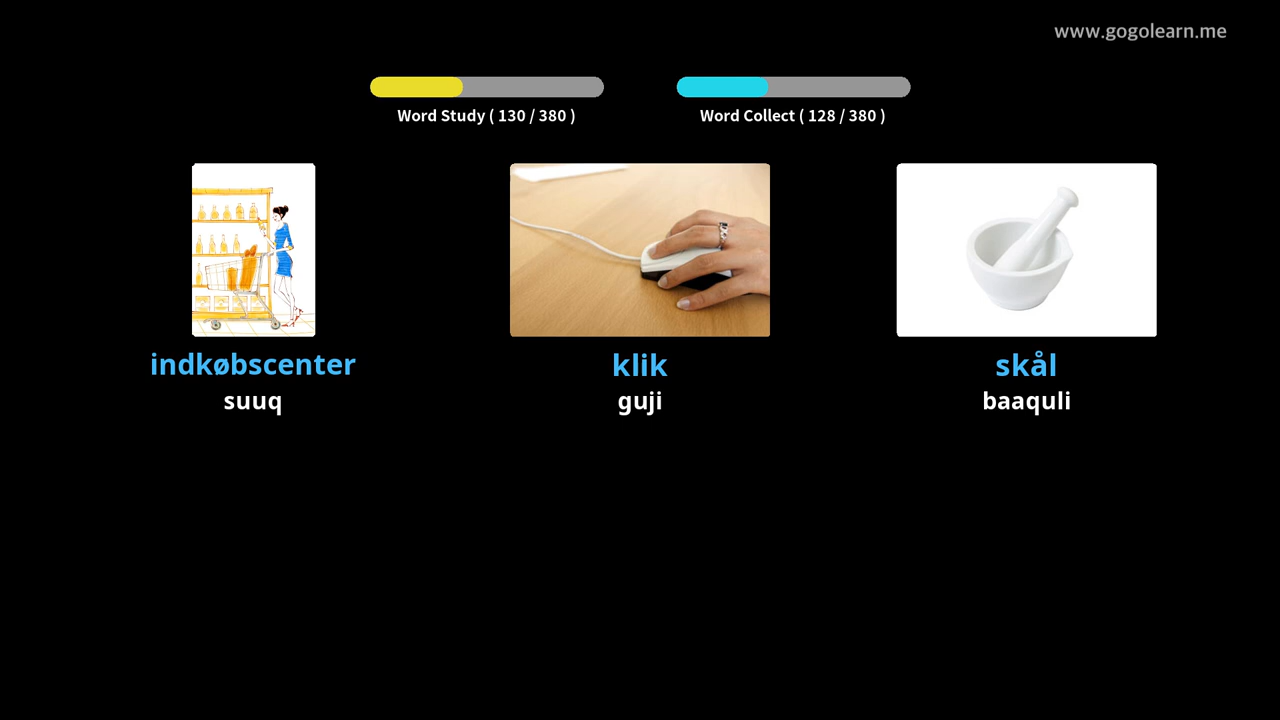 www.gogolearn.me
Word Study ( 130 / 380 )
Word Collect ( 128 / 380 )
indkøbscenter
klik
skål
suuq
guji
baaquli